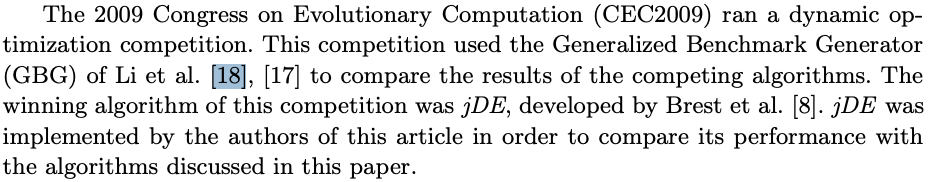 The 2009 Congress on Evolutionary Computation (CEC2009) ran a dynamic op-
timization competition. This competition used the Generalized Benchmark Generator
(GBG) of Li et al. [18], [17] to compare the results of the competing algorithms. The
winning algorithm of this competition was jDE, developed by Brest et al. [8]. jDE was
implemented by the authors of this article in order to compare its performance with
the algorithms discussed in this paper.